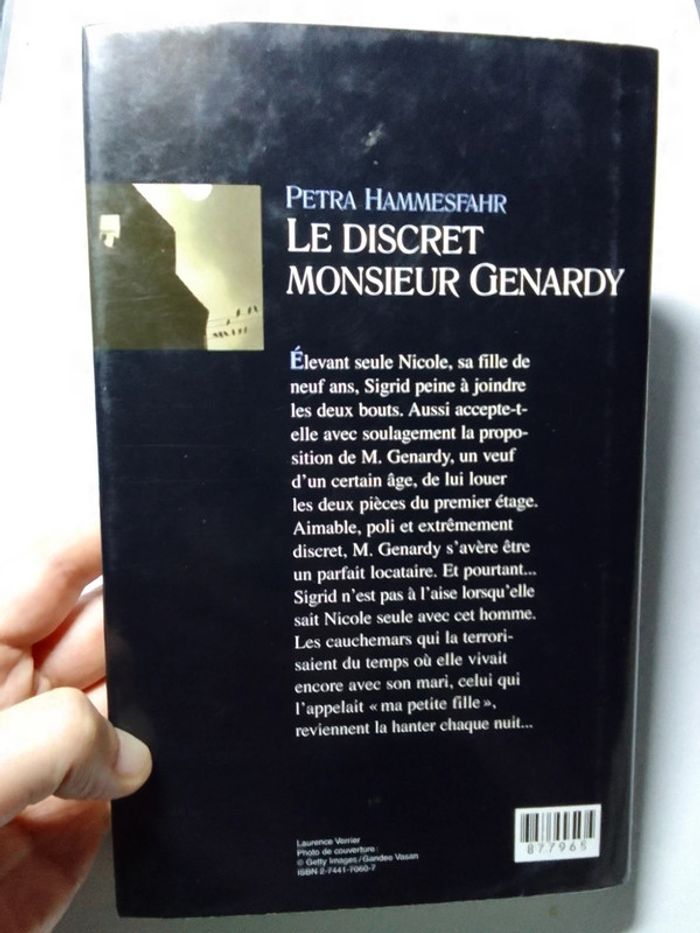 PETRA HAMMESFAHR
LE DISCRET
MONSIEUR GENARDY
Élevant seule Nicole, sa fille de
neuf ans, Sigrid peine à joindre
les deux bouts. Aussi accepte-t-
elle avec soulagement la propo-
sition de M. Genardy, un veuf
d'un certain âge, de lui louer
les deux pièces du premier étage.
Aimable, poli et extrêmement
discret, M. Genardy s'avère être
un parfait locataire. Et pourtant...
Sigrid n'est pas à l'aise lorsqu'elle
sait Nicole seule avec cet homme.
Les cauchemars qui la terrori-
saient du temps où elle vivait
encore avec son mari, celui qui
l'appelait « ma petite fille »,
reviennent la hanter chaque nuit...
Laurence Verrier
Photo de couverture :
© Getty Images / Gandee Vasan
ISBN 2-7441-7060-7
877965